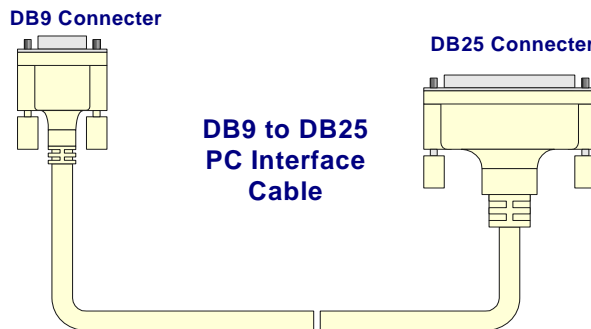 DB9 Connecter
DB25 Connecter
DB9 to DB25
PC Interface
Cable